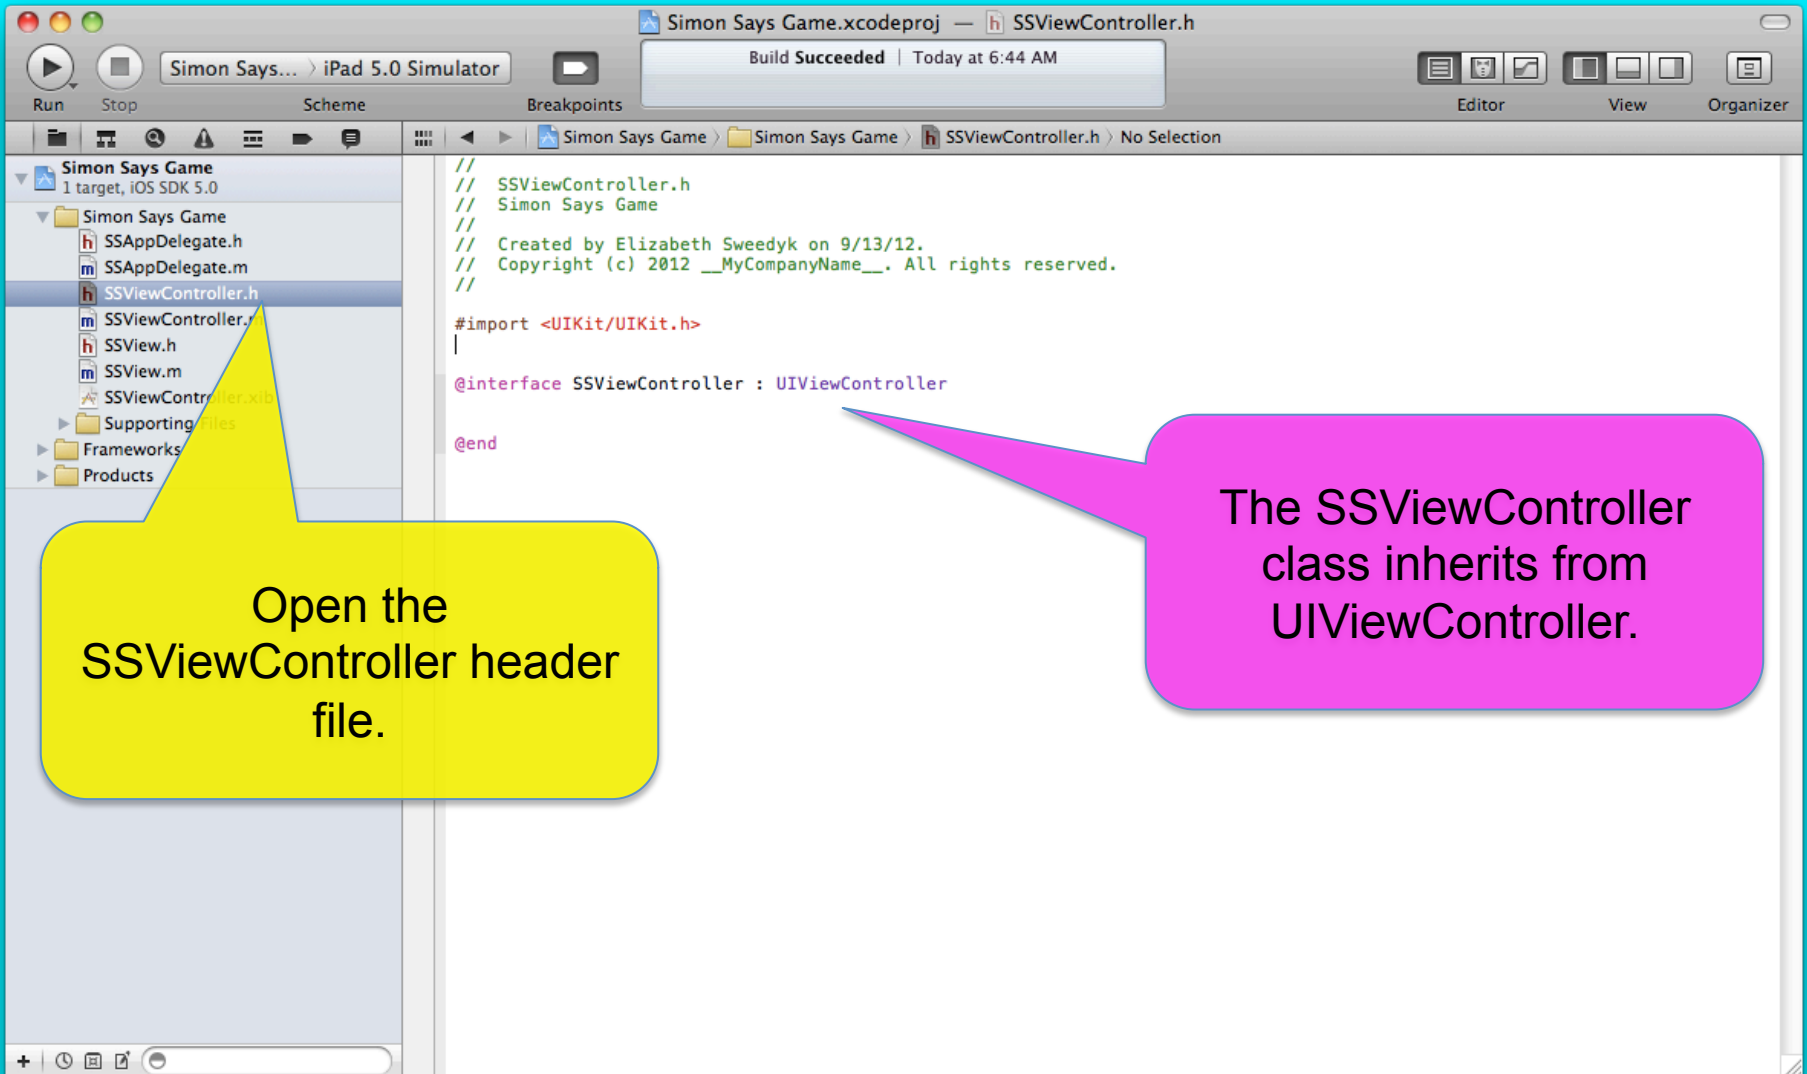 Simon Says Game.xcodeproj — h SSViewController.h
Build Succeeded | Today at 6:44 AM
Simon Says... › iPad 5.0 Simulator
Run Stop Scheme Breakpoints Editor View Organizer
Simon Says Game › Simon Says Game › h SSViewController.h › No Selection
Simon Says Game
1 target, iOS SDK 5.0
Simon Says Game
h SSAppDelegate.h
m SSAppDelegate.m
h SSViewController.h
m SSViewController.m
h SSView.h
m SSView.m
SSViewController.xib
Supporting Files
Frameworks
Products
//
// SSViewController.h
// Simon Says Game
//
// Created by Elizabeth Sweedyk on 9/13/12.
// Copyright (c) 2012 __MyCompanyName__. All rights reserved.
//
#import <UIKit/UIKit.h>
@interface SSViewController : UIViewController
@end
Open the
SSViewController header
file.
The SSViewController
class inherits from
UIViewController.